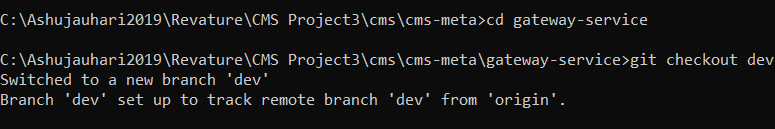 C:\Ashujauhari2019\Revature\CMS Project3\cms\cms-meta>cd gateway-service
C:\Ashujauhari2019\Revature\CMS Project3\cms\cms-meta\gateway-service>git checkout dev
Switched to a new branch 'dev'
Branch 'dev' set up to track remote branch 'dev' from 'origin'.